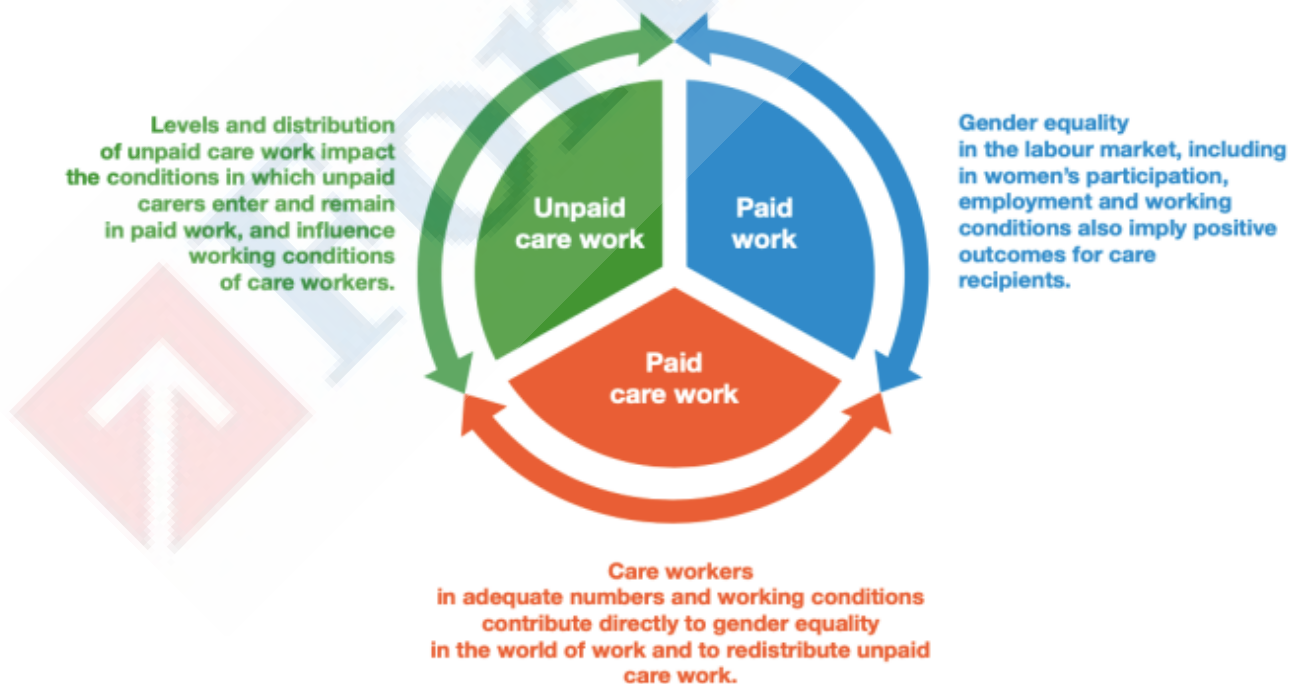 Levels and distribution
of unpaid care work impact
the conditions in which unpaid
carers enter and remain
in paid work, and influence
working conditions
of care workers.
Unpaid
care work
Paid
work
Gender equality
in the labour market, including
in women's participation,
employment and working
conditions also imply positive
outcomes for care
recipients.
Paid
care work
Care workers
in adequate numbers and working conditions
contribute directly to gender equality
in the world of work and to redistribute unpaid
care work.